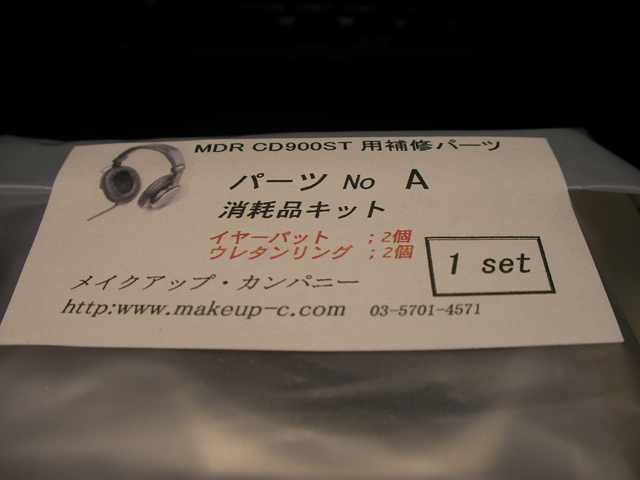 MDR CD900ST 用補修パーツ
パーツ No A
消耗品キット
イヤーパット ;2個
ウレタンリング ;2個
1 set
メイクアップ・カンパニー
http:www.makeup-c.com 03-5701-4571